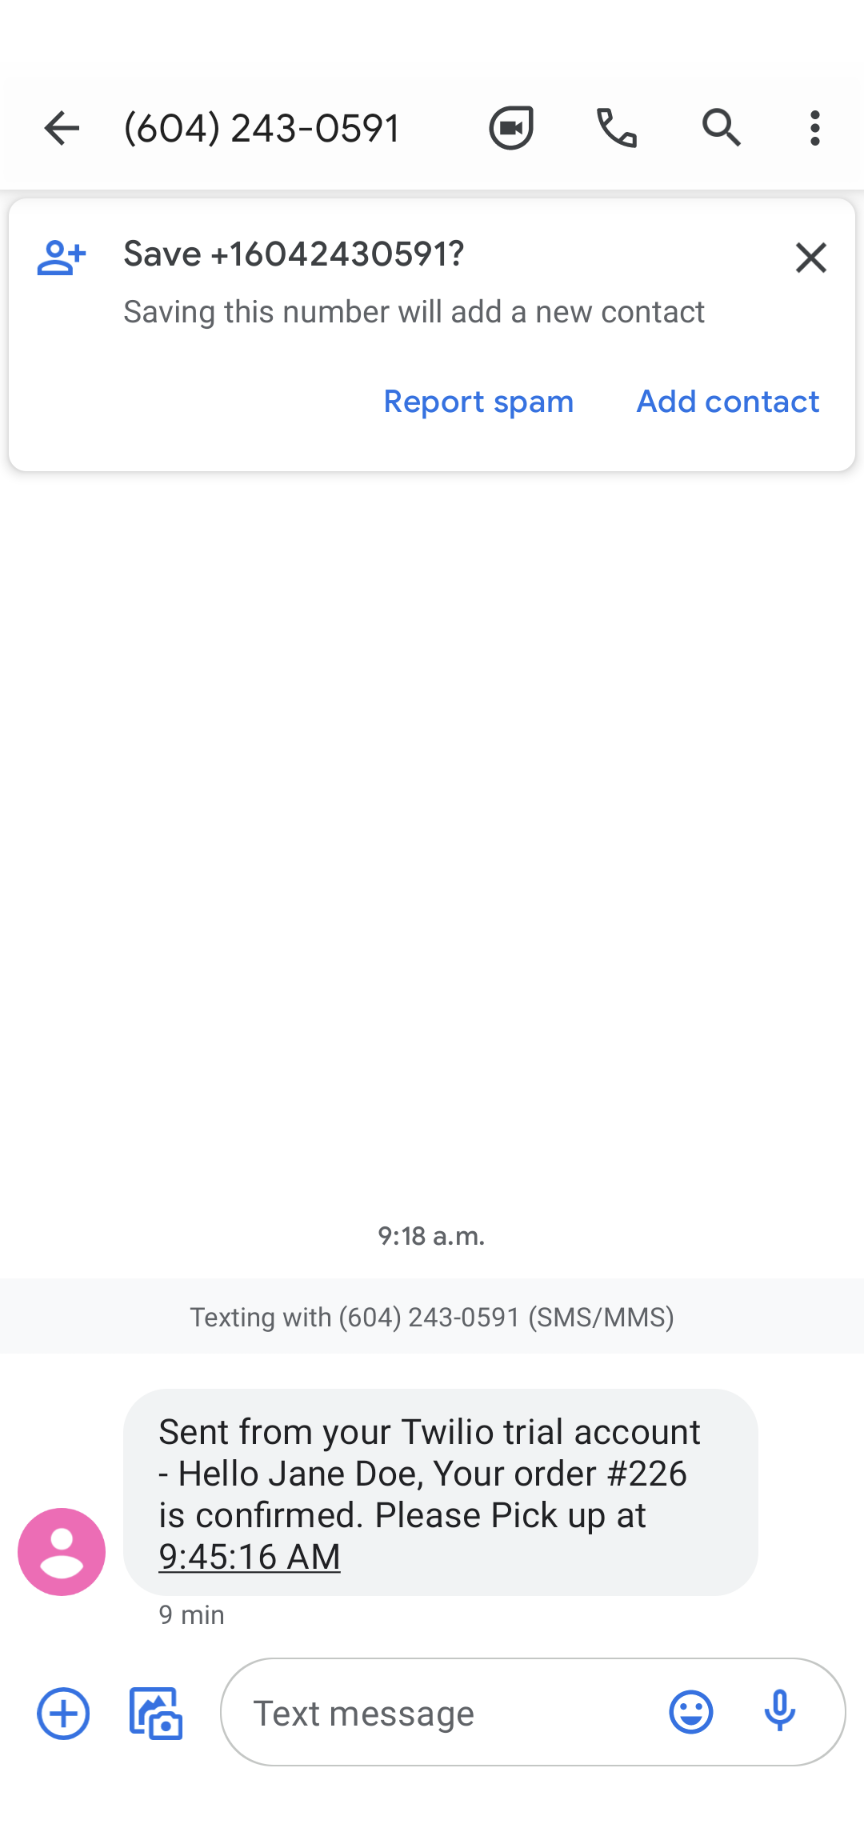 (604) 243-0591
Save +16042430591?
Saving this number will add a new contact
Report spam Add contact
9:18 a.m.
Texting with (604) 243-0591 (SMS/MMS)
Sent from your Twilio trial account
- Hello Jane Doe, Your order #226
is confirmed. Please Pick up at
9:45:16 AM
9 min
Text message